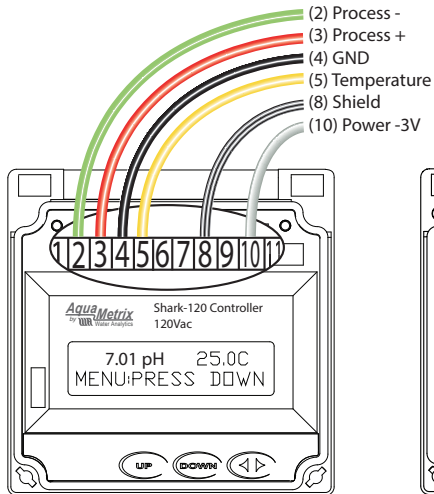 (2) Process -
(3) Process +
(4) GND
(5) Temperature
(8) Shield
(10) Power -3V
1 2 3 4 5 6 7 8 9 10 11
AquaMetrix
by WR Water Analytics
Shark-120 Controller
120Vac
7.01 pH 25.0C
MENU:PRESS DOWN
UP DOWN